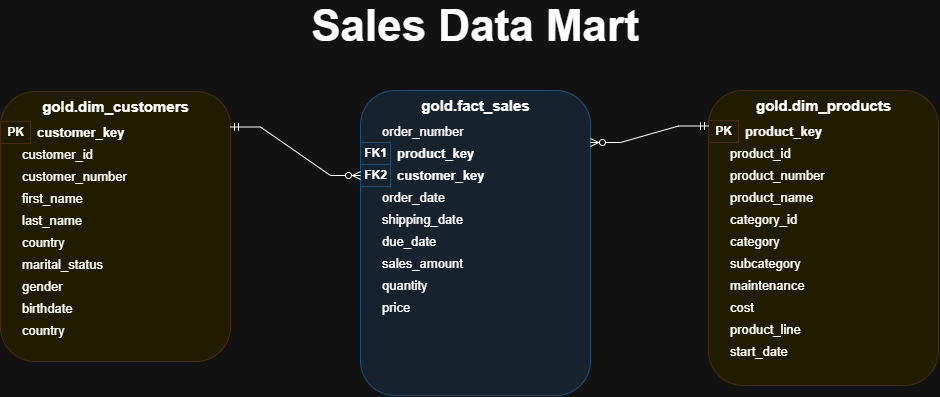 Sales Data Mart
gold.dim_customers
PK customer_key
customer_id
customer_number
first_name
last_name
country
marital_status
gender
birthdate
country
gold.fact_sales
order_number
FK1 product_key
FK2 customer_key
order_date
shipping_date
due_date
sales_amount
quantity
price
gold.dim_products
PK product_key
product_id
product_number
product_name
category_id
category
subcategory
maintenance
cost
product_line
start_date